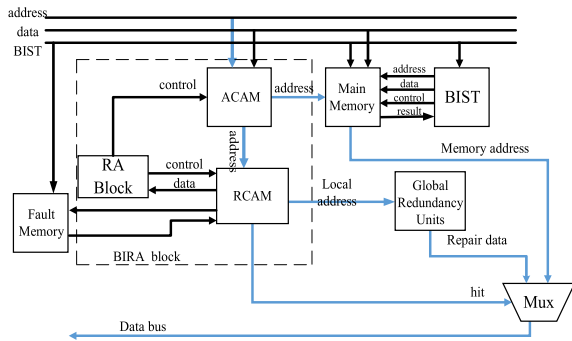 address
data
BIST
control
ACAM
address
Main
Memory
address
data
control
result
BIST
address
Memory address
RA
Block
control
data
RCAM
Local
address
Global
Redundancy
Units
Fault
Memory
BIRA block
Repair data
hit
Mux
Data bus